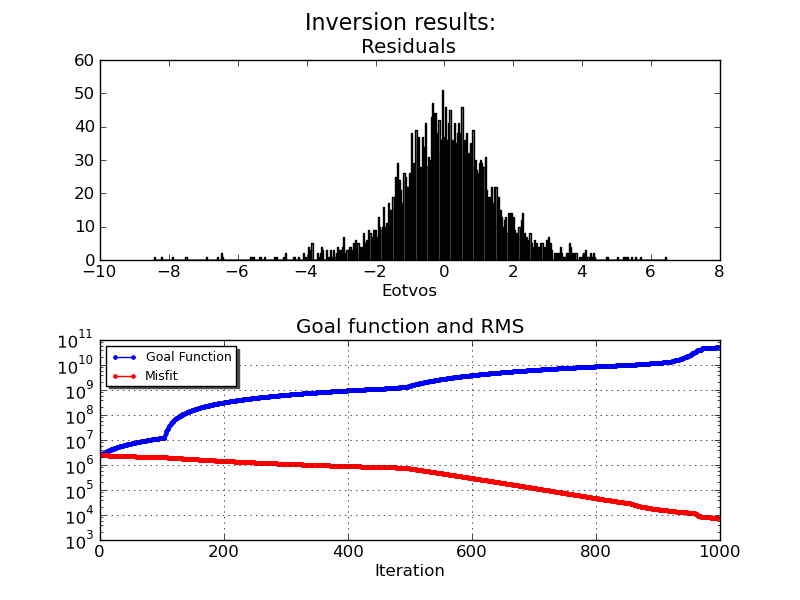 Inversion results:
Residuals
60
50
40
30
20
10
0
−10 −8 −6 −4 −2 0 2 4 6 8
Eotvos
Goal function and RMS
10^11
10^10
10^9
10^8
10^7
10^6
10^5
10^4
10^3
Goal Function
Misfit
0 200 400 600 800 1000
Iteration